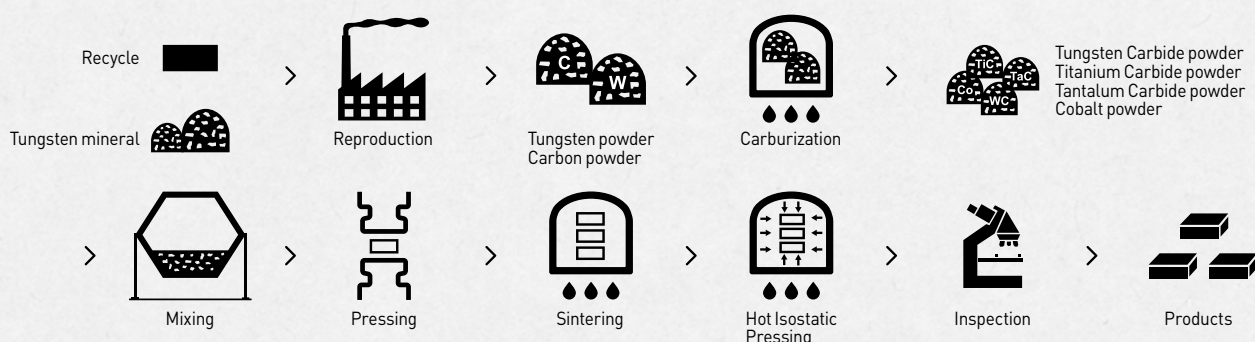 Recycle
Tungsten mineral
Reproduction
C
W
Tungsten powder
Carbon powder
Carburization
TiC
TaC
Co
WC
Tungsten Carbide powder
Titanium Carbide powder
Tantalum Carbide powder
Cobalt powder
Mixing
Pressing
Sintering
Hot Isostatic
Pressing
Inspection
Products